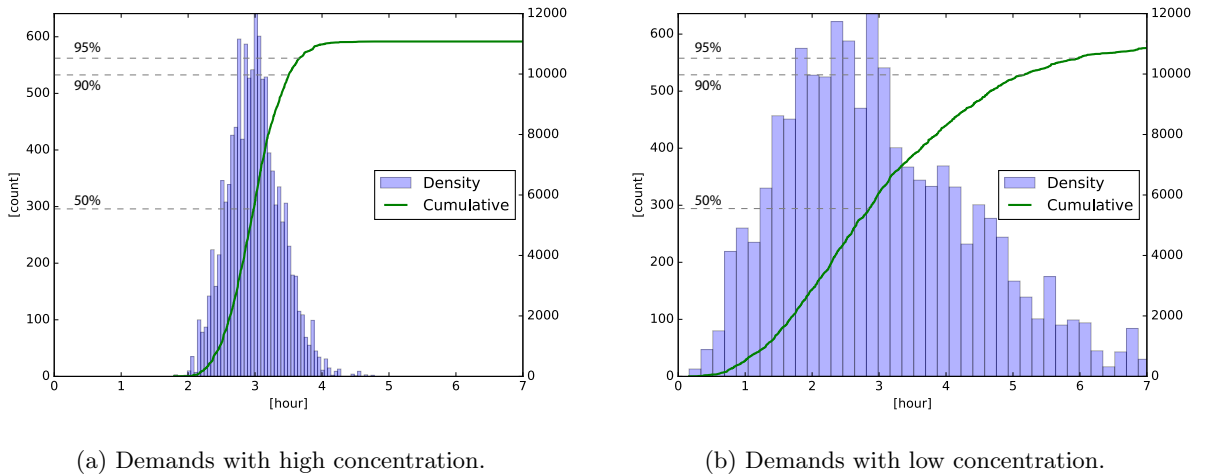 600
500
400
300
200
100
0
[count]
95%
90%
50%
Density
Cumulative
12000
10000
8000
6000
4000
2000
0
0 1 2 3 4 5 6 7
[hour]
(a) Demands with high concentration.
600
500
400
300
200
100
0
[count]
95%
90%
50%
Density
Cumulative
12000
10000
8000
6000
4000
2000
0
0 1 2 3 4 5 6 7
[hour]
(b) Demands with low concentration.